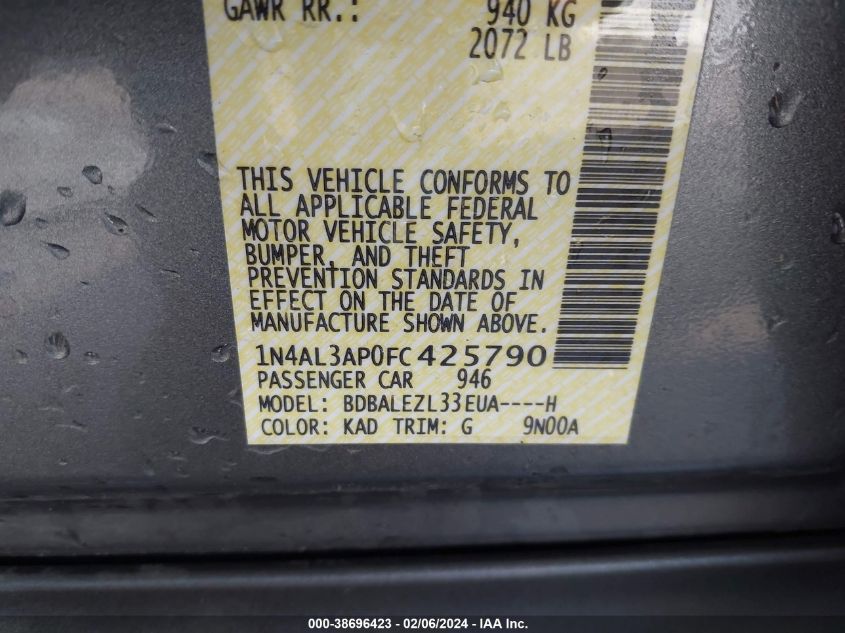 GAWR RR.: 940 KG
2072 LB
THIS VEHICLE CONFORMS TO
ALL APPLICABLE FEDERAL
MOTOR VEHICLE SAFETY,
BUMPER, AND THEFT
PREVENTION STANDARDS IN
EFFECT ON THE DATE OF
MANUFACTURE SHOWN ABOVE.
1N4AL3AP0FC425790
PASSENGER CAR 946
MODEL: BDBALEZL33EUA----H
COLOR: KAD TRIM: G 9N00A
000-38696423 - 02/06/2024 - IAA Inc.